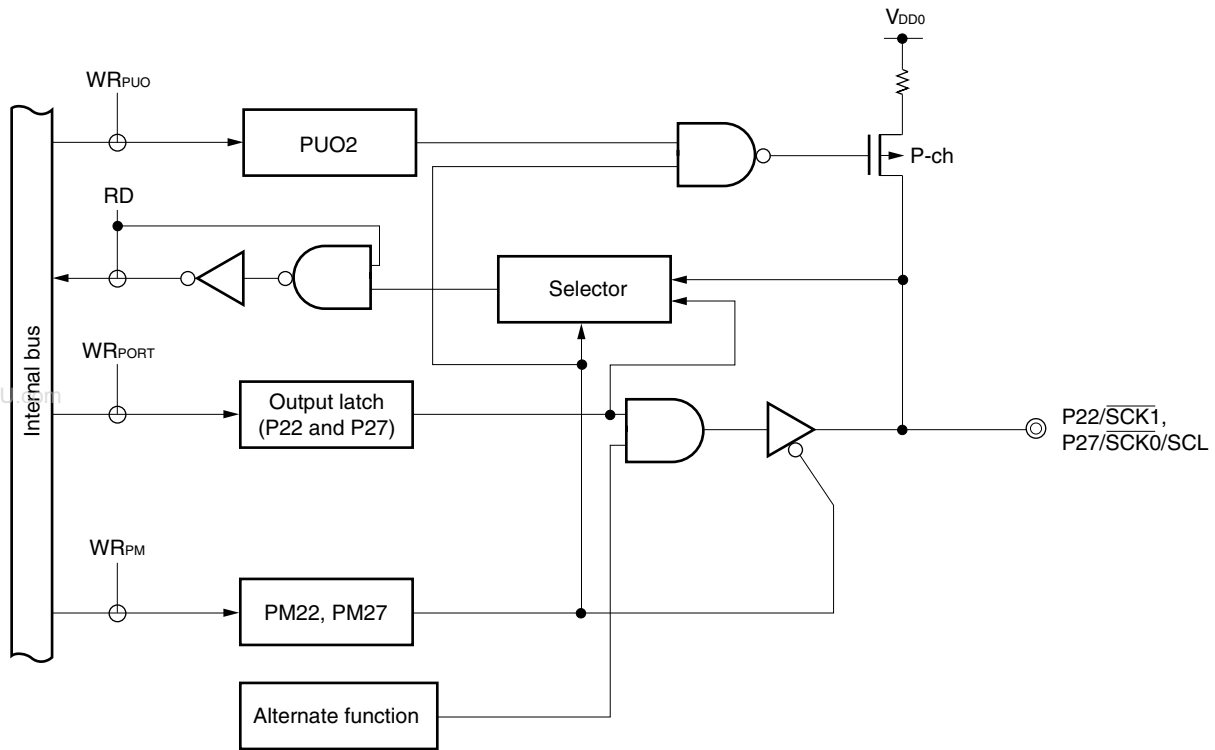 VDD0
WRPUO
PUO2
P-ch
RD
Selector
WRPORT
Internal bus
U.com
Output latch
(P22 and P27)
P22/SCK1,
P27/SCK0/SCL
WRPM
PM22, PM27
Alternate function